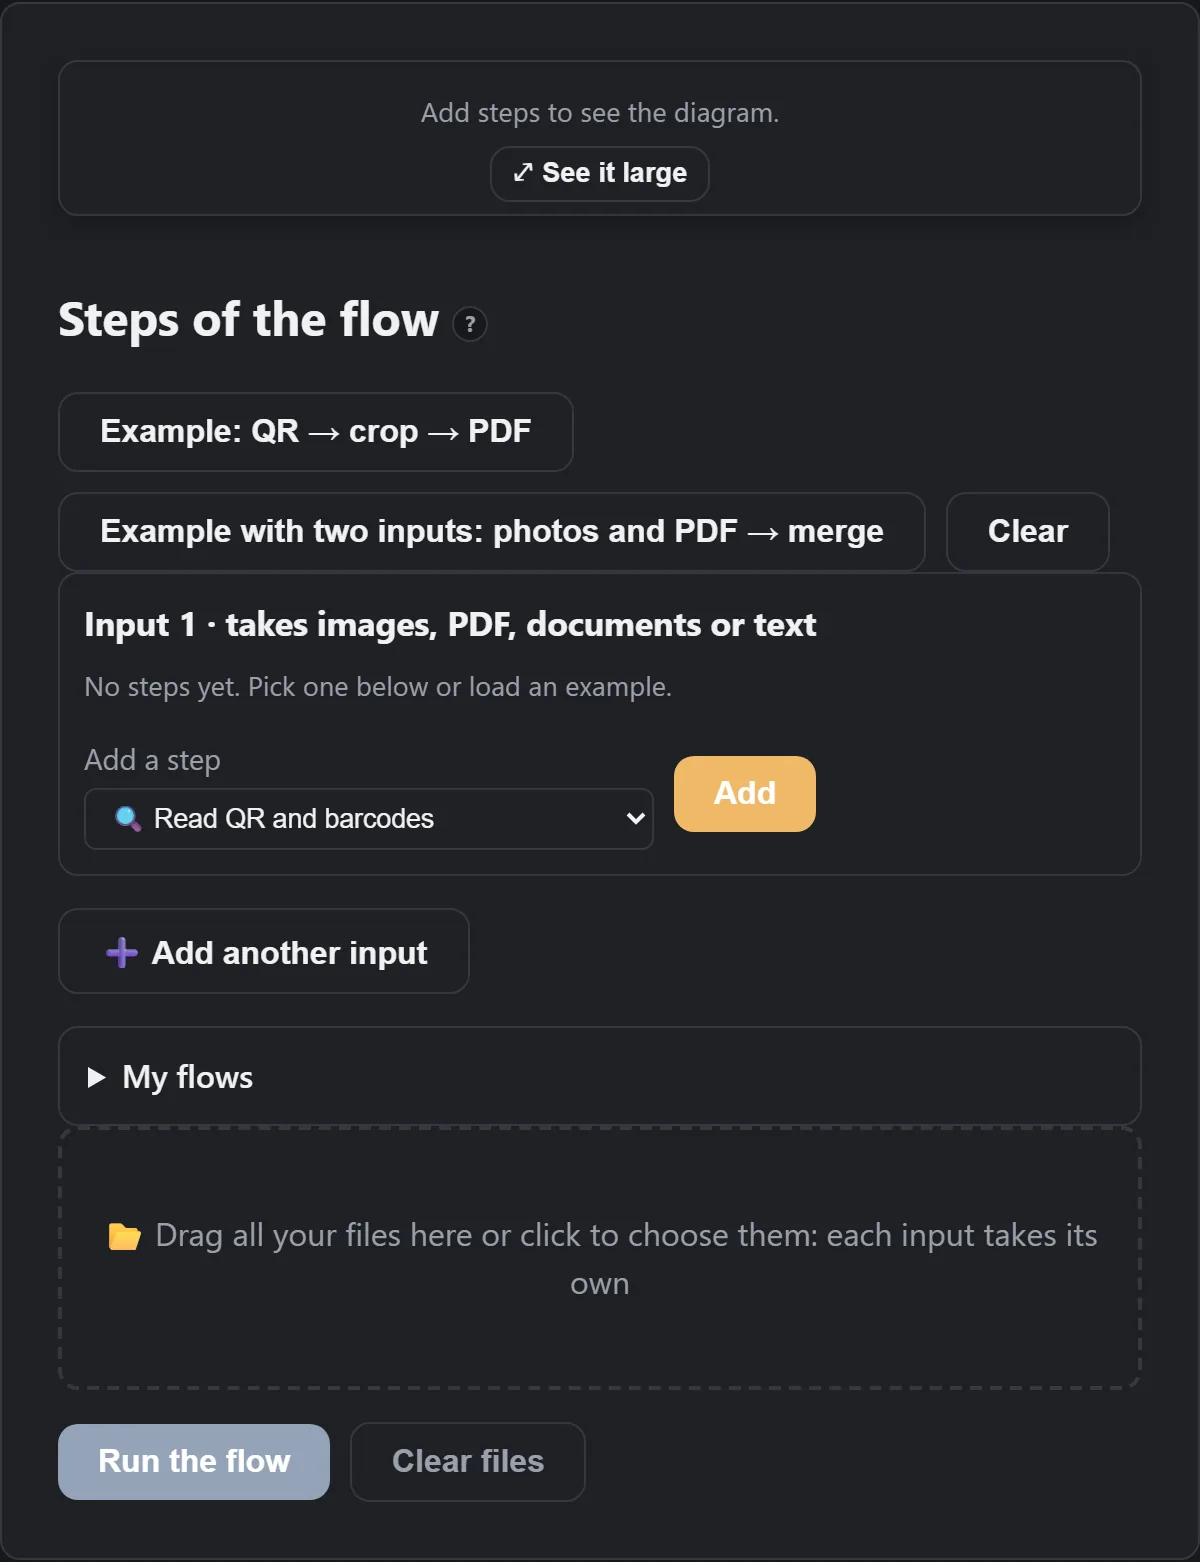 Add steps to see the diagram.
⤢ See it large
Steps of the flow ?
Example: QR → crop → PDF
Example with two inputs: photos and PDF → merge
Clear
Input 1 · takes images, PDF, documents or text
No steps yet. Pick one below or load an example.
Add a step
🔍 Read QR and barcodes
Add
➕ Add another input
▶ My flows
📂 Drag all your files here or click to choose them: each input takes its
own
Run the flow
Clear files